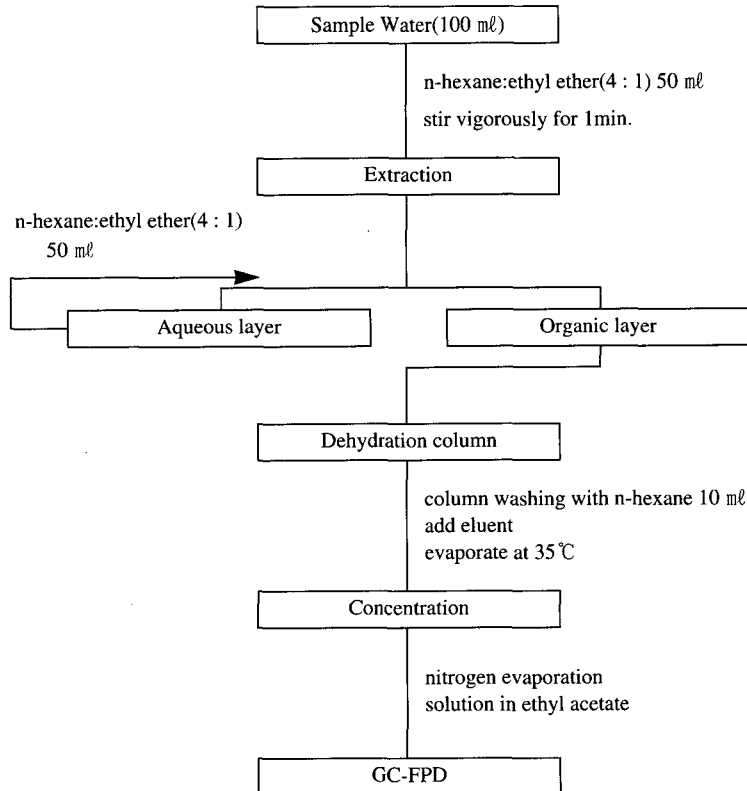 Sample Water(100 ㎖)
n-hexane:ethyl ether(4 : 1) 50 ㎖
stir vigorously for 1min.
Extraction
n-hexane:ethyl ether(4 : 1)
50 ㎖
Aqueous layer
Organic layer
Dehydration column
column washing with n-hexane 10 ㎖
add eluent
evaporate at 35℃
Concentration
nitrogen evaporation
solution in ethyl acetate
GC-FPD